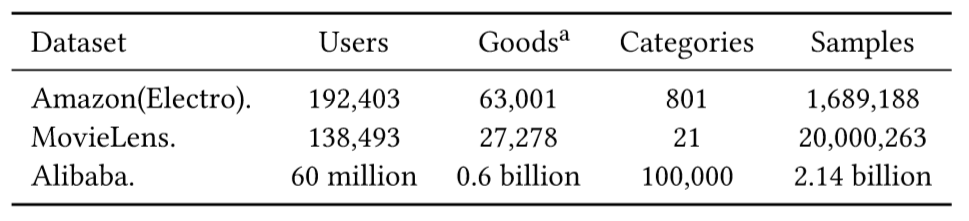 Dataset Users Goodsᵃ Categories Samples
Amazon(Electro). 192,403 63,001 801 1,689,188
MovieLens. 138,493 27,278 21 20,000,263
Alibaba. 60 million 0.6 billion 100,000 2.14 billion